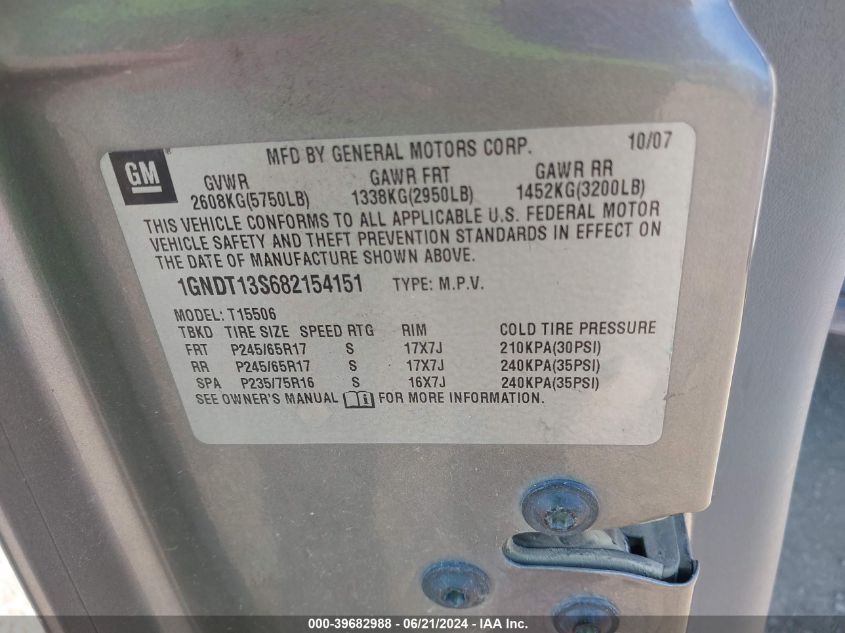 GM
MFD BY GENERAL MOTORS CORP. 10/07
GVWR GAWR FRT GAWR RR
2608KG(5750LB) 1338KG(2950LB) 1452KG(3200LB)
THIS VEHICLE CONFORMS TO ALL APPLICABLE U.S. FEDERAL MOTOR
VEHICLE SAFETY AND THEFT PREVENTION STANDARDS IN EFFECT ON
THE DATE OF MANUFACTURE SHOWN ABOVE.
1GNDT13S682154151 TYPE: M.P.V.
MODEL: T15506
TBKD TIRE SIZE SPEED RTG RIM COLD TIRE PRESSURE
FRT P245/65R17 S 17X7J 210KPA(30PSI)
RR P245/65R17 S 17X7J 240KPA(35PSI)
SPA P235/75R16 S 16X7J 240KPA(35PSI)
SEE OWNER'S MANUAL FOR MORE INFORMATION.
000-39682988 - 06/21/2024 - IAA, Inc.